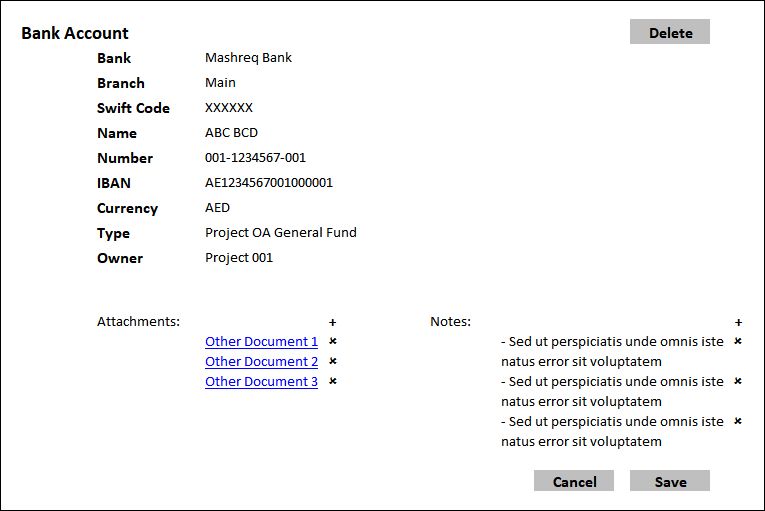 Bank Account Delete
Bank Mashreq Bank
Branch Main
Swift Code XXXXXX
Name ABC BCD
Number 001-1234567-001
IBAN AE1234567001000001
Currency AED
Type Project OA General Fund
Owner Project 001
Attachments: + Notes: +
Other Document 1 × - Sed ut perspiciatis unde omnis iste ×
Other Document 2 × natus error sit voluptatem
Other Document 3 × - Sed ut perspiciatis unde omnis iste ×
natus error sit voluptatem
- Sed ut perspiciatis unde omnis iste ×
natus error sit voluptatem
Cancel Save